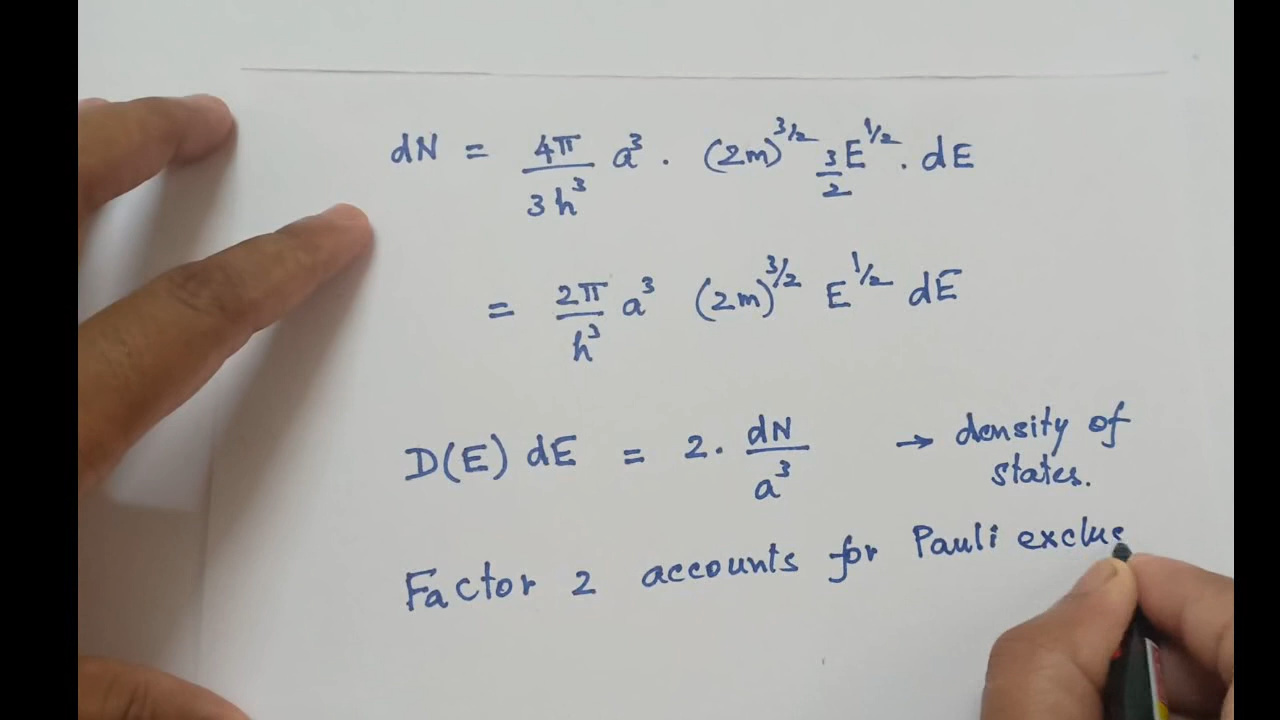 dN = 4π/3h³ a³ . (2m)^3/2 3/2 E^1/2 . dE
= 2π/h³ a³ (2m)^3/2 E^1/2 dE
D(E) dE = 2. dN/a³ → density of
states.
Factor 2 accounts for Pauli exclus